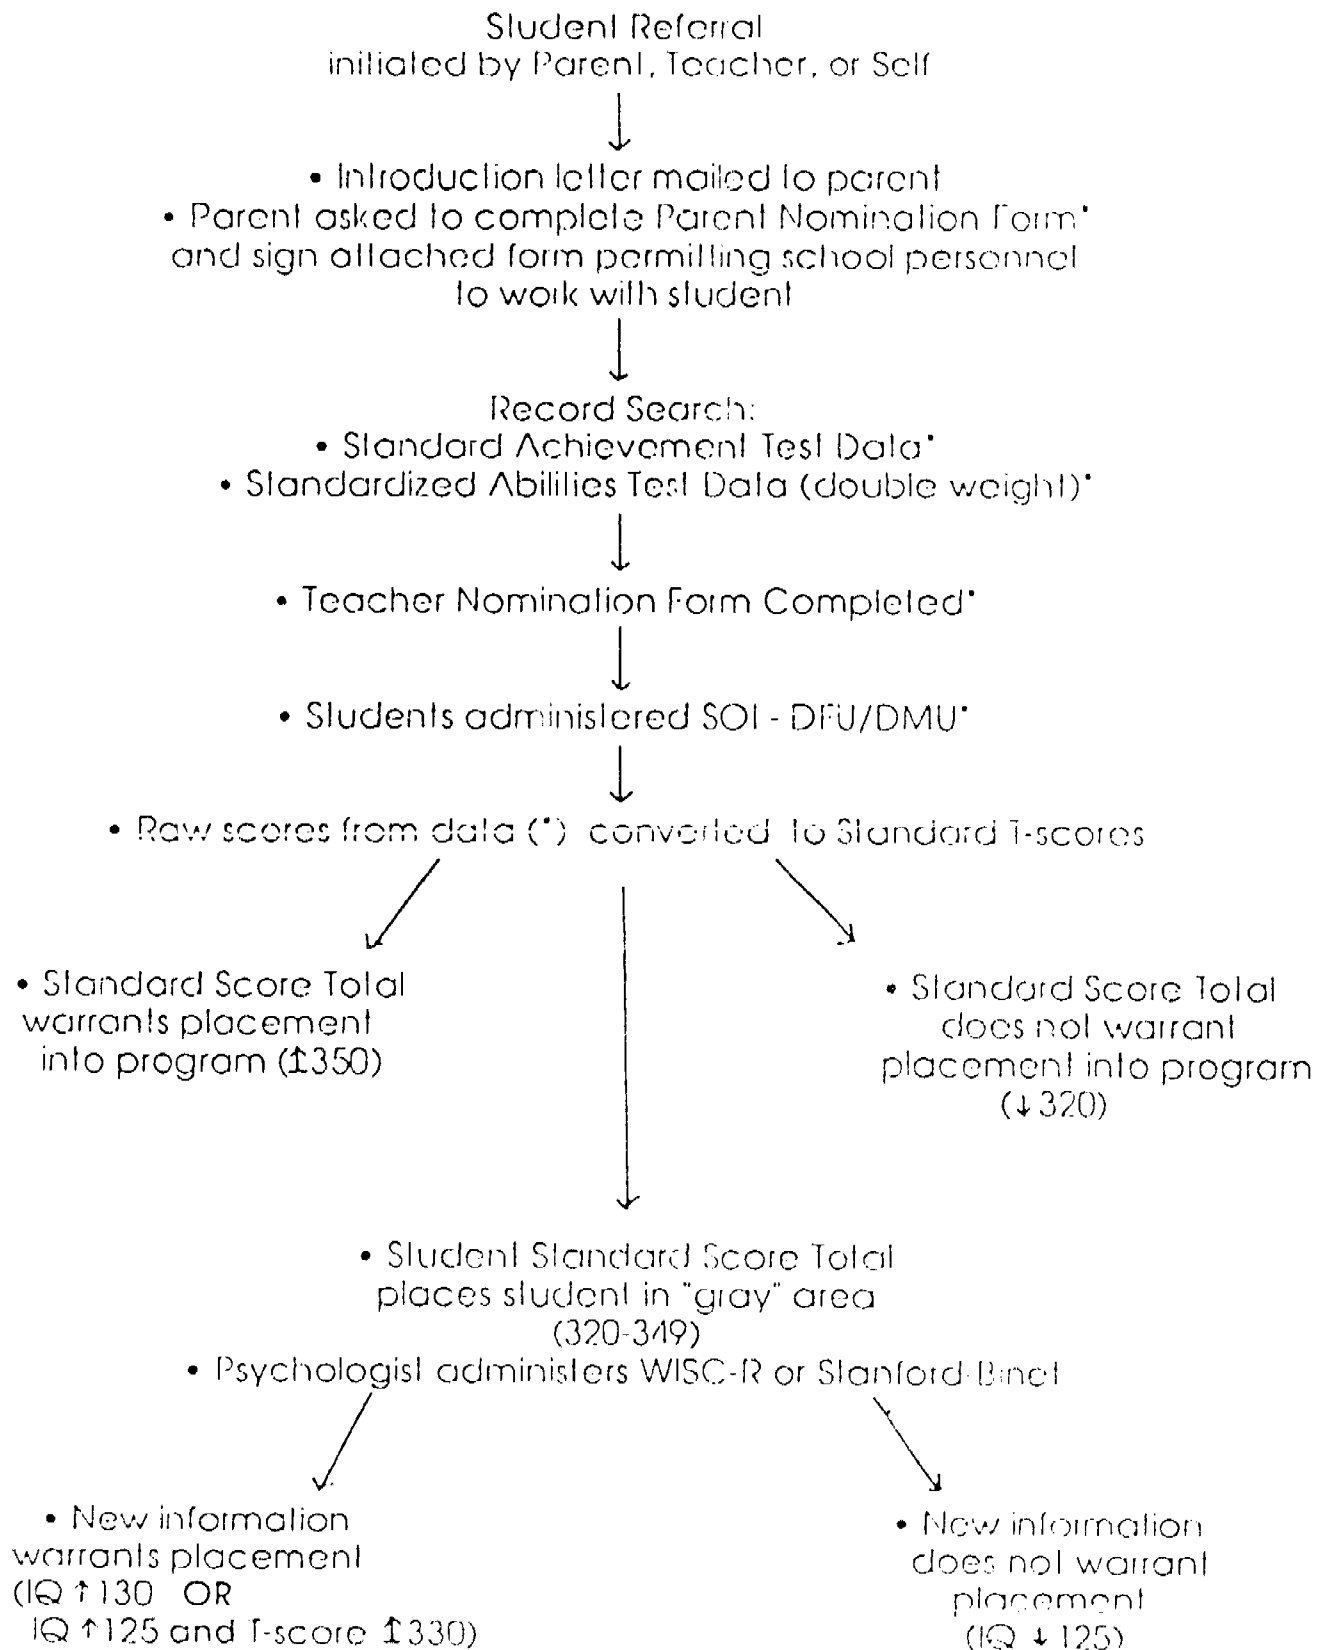 Student Referral
initiated by Parent, Teacher, or Self
• Introduction letter mailed to parent
• Parent asked to complete Parent Nomination Form*
and sign attached form permitting school personnel
to work with student
Record Search:
• Standard Achievement Test Data*
• Standardized Abilities Test Data (double weight)*
• Teacher Nomination Form Completed*
• Students administered SOI - DFU/DMU*
• Raw scores from data (*) converted to Standard T-scores
• Standard Score Total
warrants placement
into program (↥350)
• Standard Score Total
does not warrant
placement into program
(↓320)
• Student Standard Score Total
places student in "gray" area
(320-349)
• Psychologist administers WISC-R or Stanford-Binet
• New information
warrants placement
(IQ ↑130 OR
IQ ↑125 and T-score ↥330)
• New information
does not warrant
placement
(IQ ↓125)